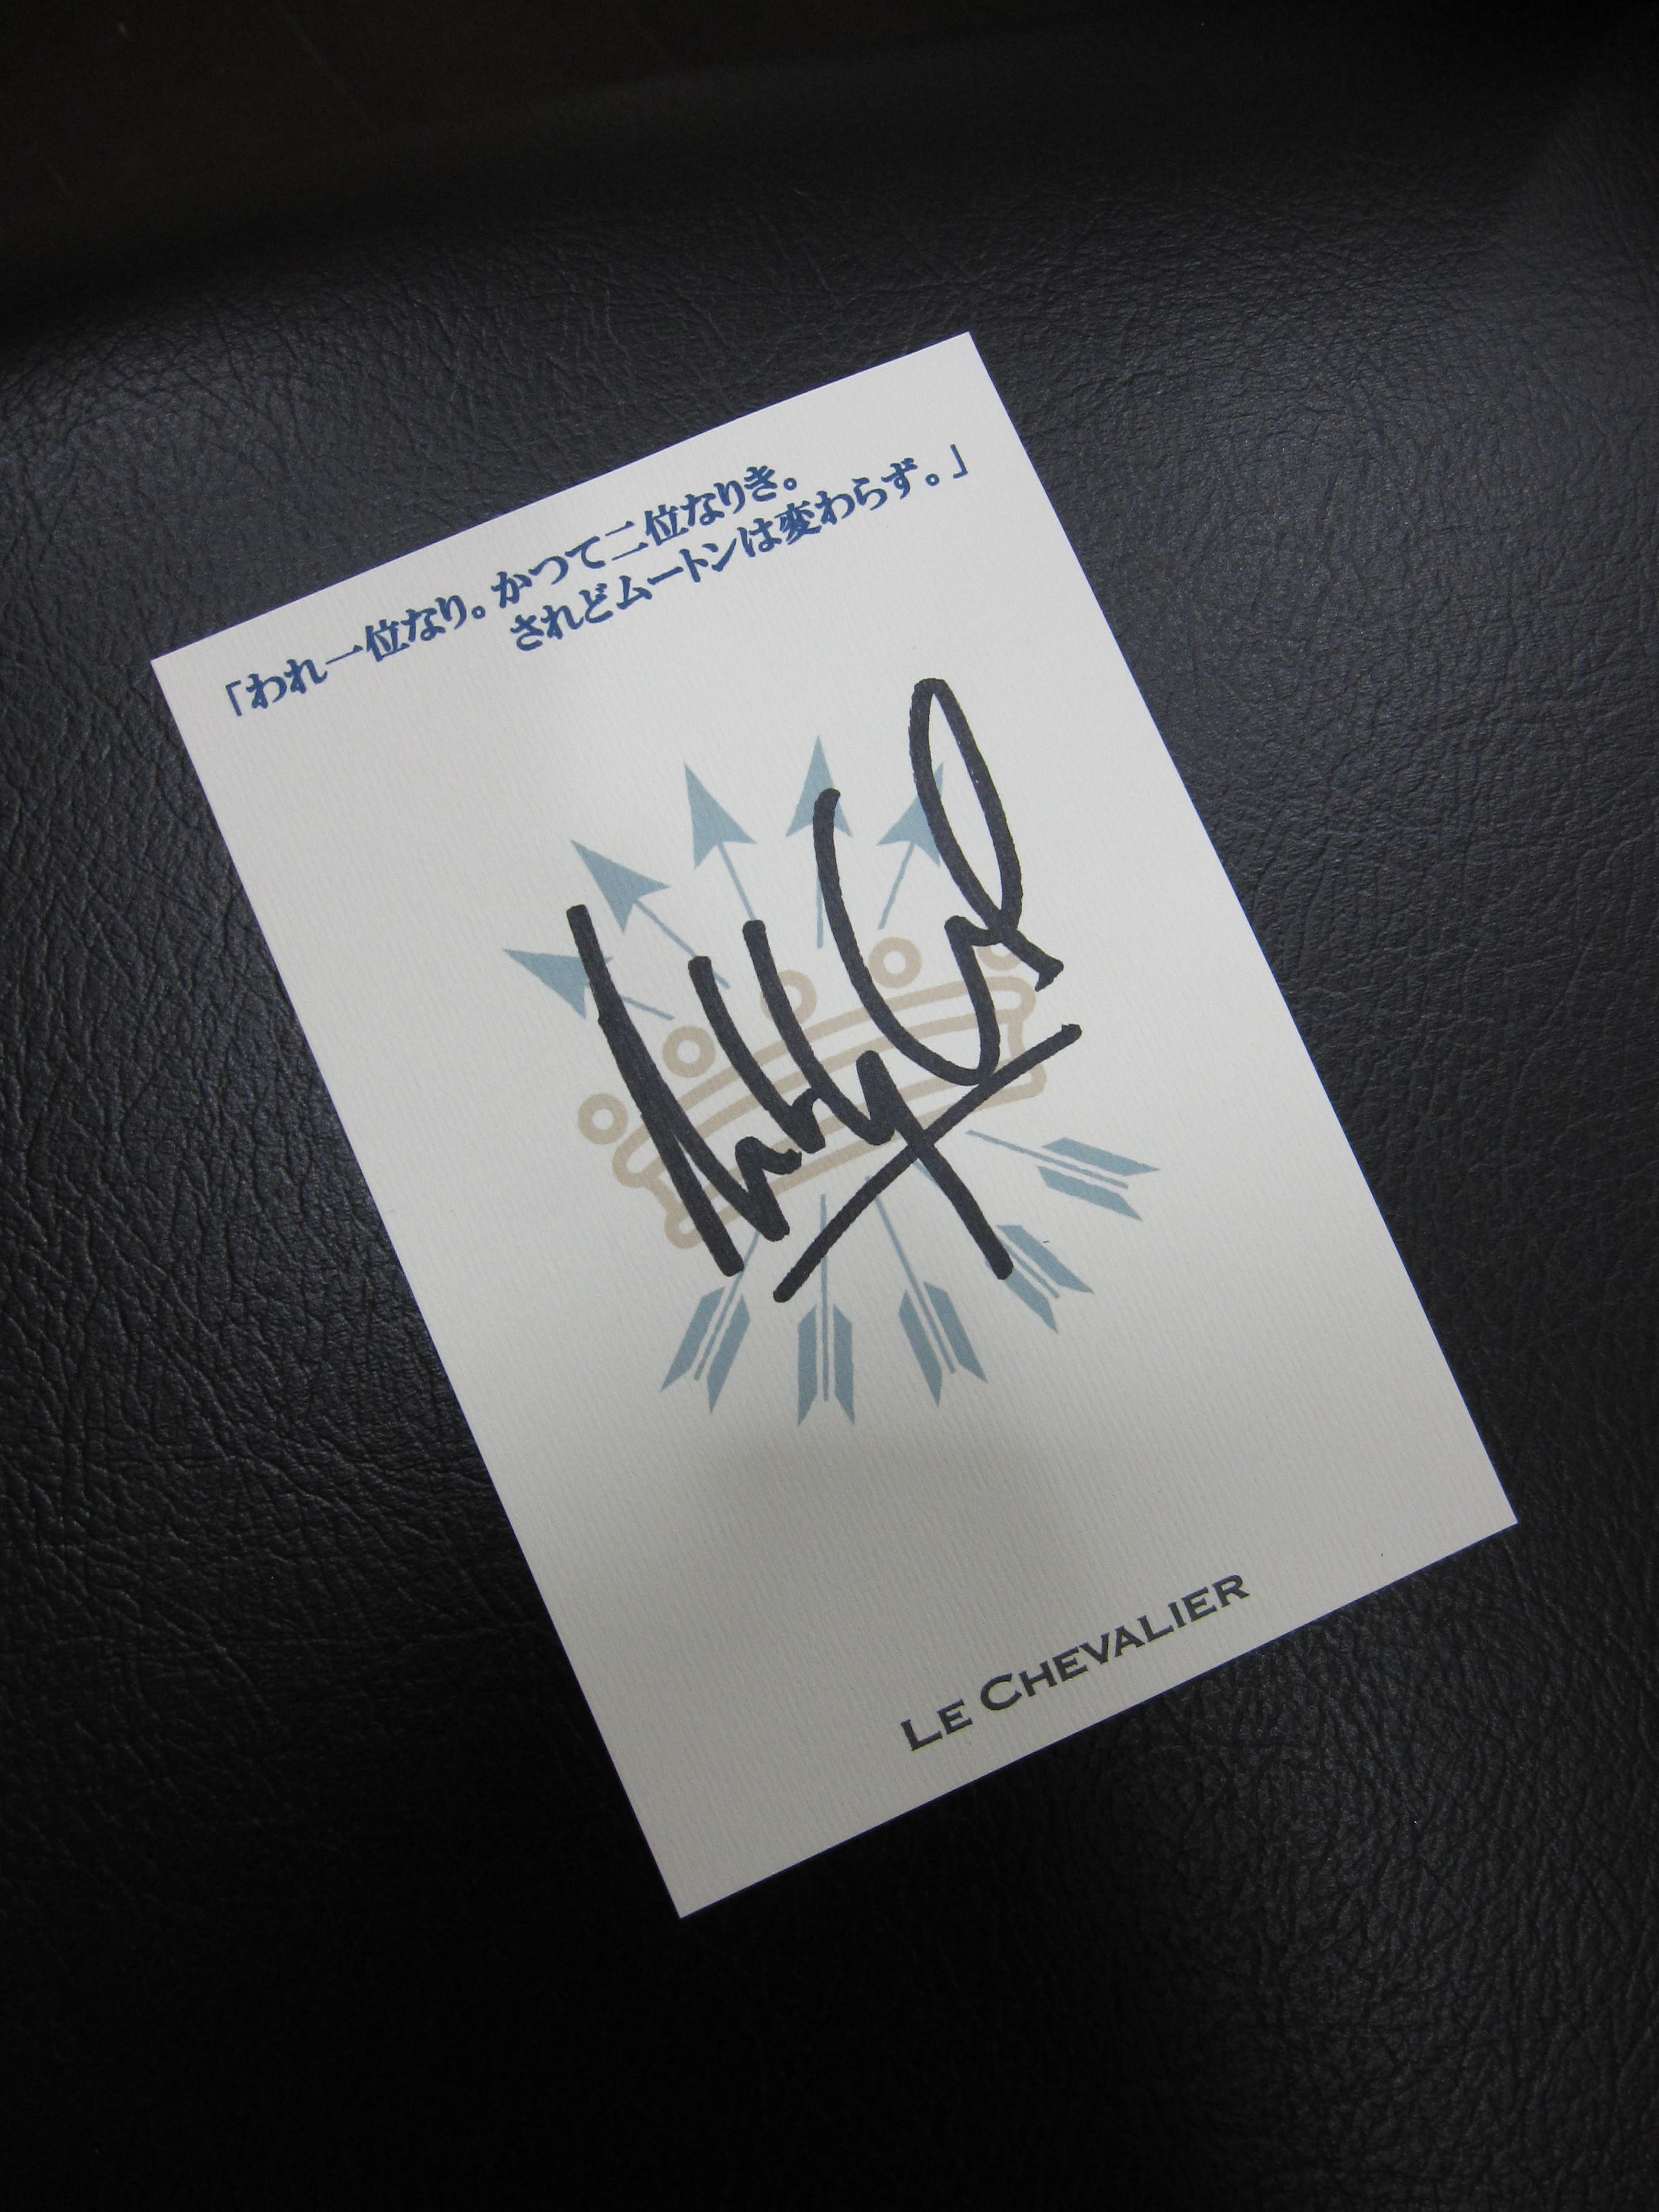 「われ一位なり。かつて二位なりき。
されどムートンは変わらず。」
LE CHEVALIER